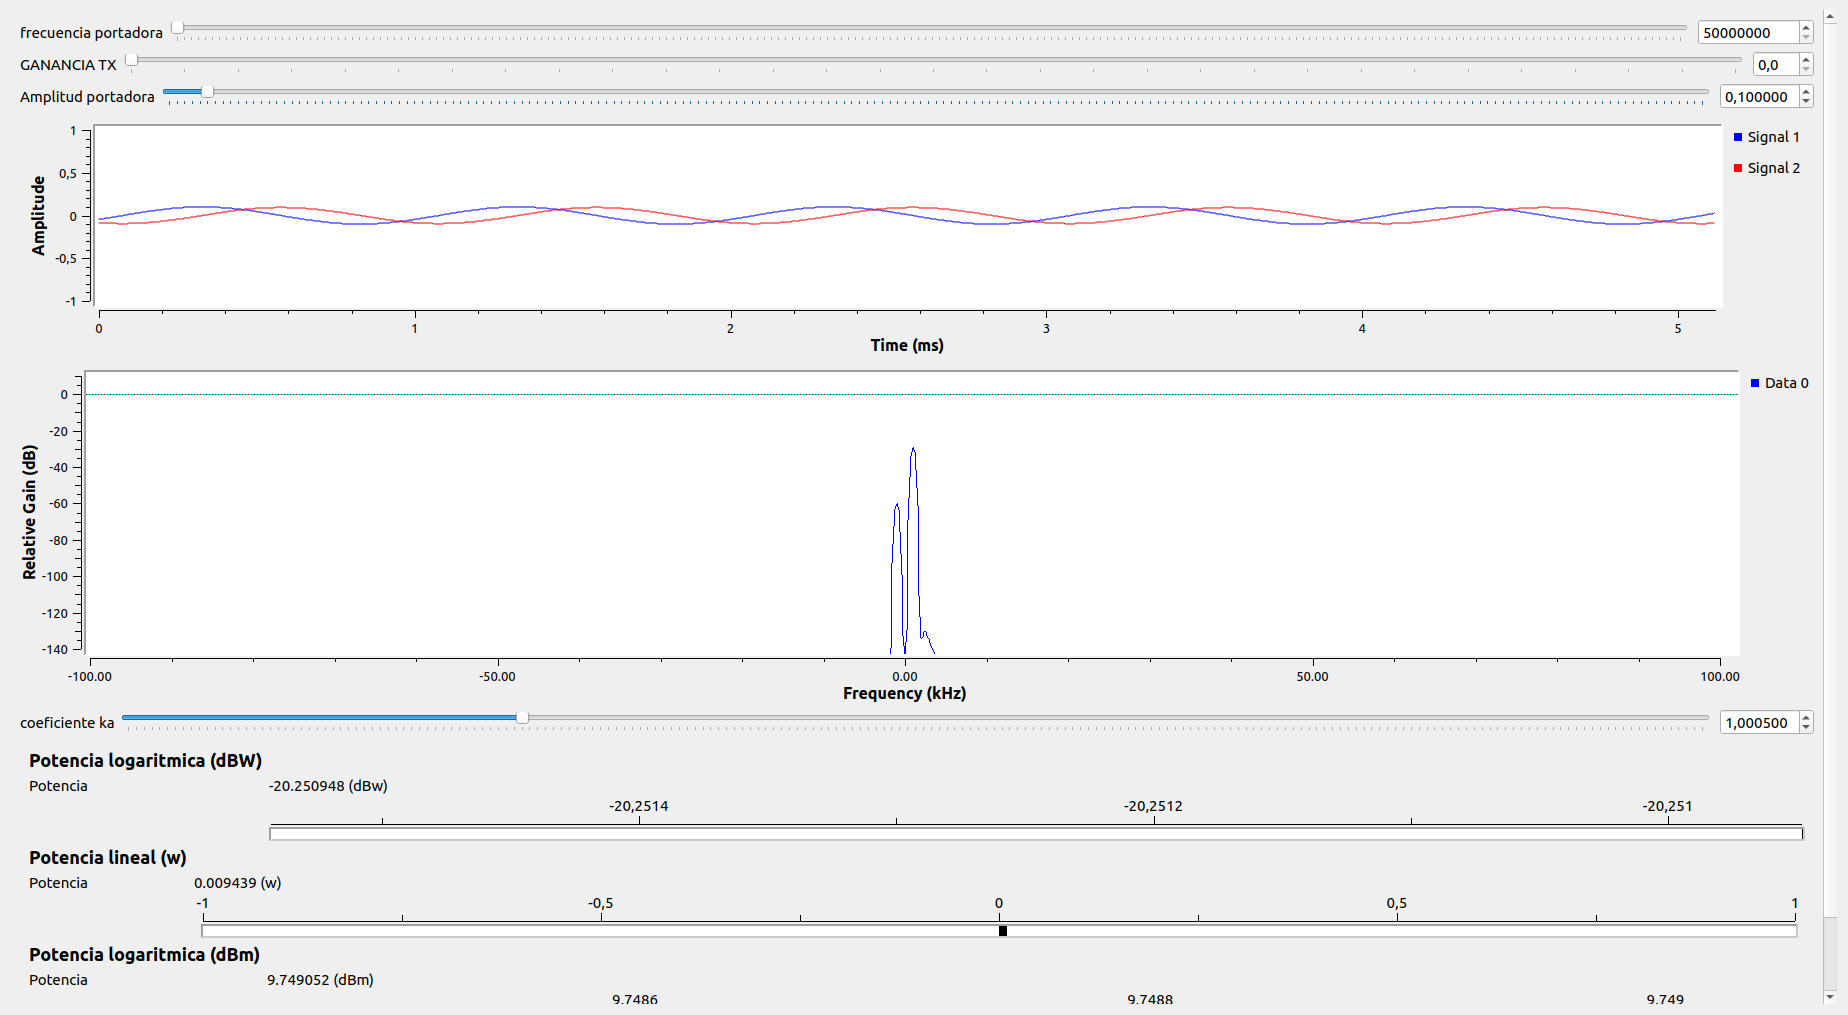 frecuencia portadora 50000000
GANANCIA TX 0,0
Amplitud portadora 0,100000
Signal 1
Signal 2
Amplitude
1
0,5
0
-0,5
-1
0 1 2 3 4 5
Time (ms)
Data 0
Relative Gain (dB)
0
-20
-40
-60
-80
-100
-120
-140
-100.00 -50.00 0.00 50.00 100.00
Frequency (kHz)
coeficiente ka 1,000500
Potencia logaritmica (dBW)
Potencia -20.250948 (dBw)
-20,2514 -20,2512 -20,251
Potencia lineal (w)
Potencia 0.009439 (w)
-1 -0,5 0 0,5 1
Potencia logaritmica (dBm)
Potencia 9.749052 (dBm)
9,7486 9,7488 9,749